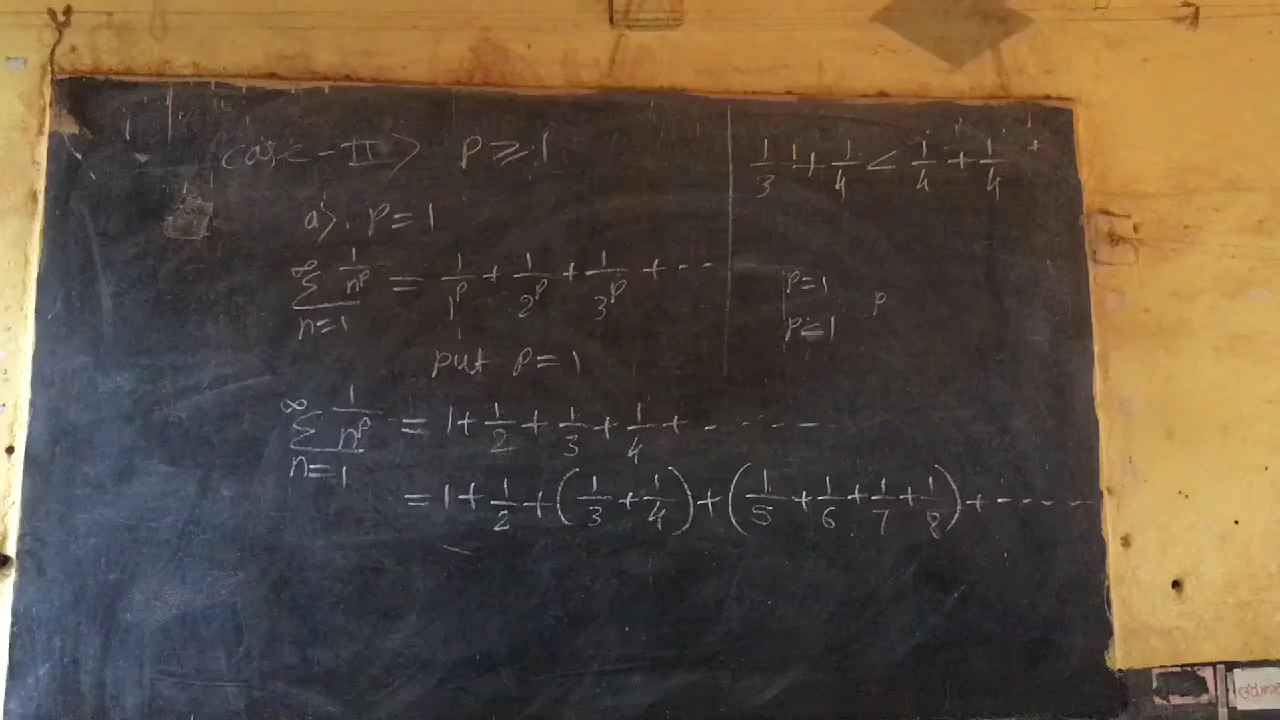 Case-II> P ≥ 1
a>. P = 1
∞ Σ n=1 1/n^p = 1/1^p + 1/2^p + 1/3^p + ...
put P = 1
∞ Σ n=1 1/n^p = 1 + 1/2 + 1/3 + 1/4 + ......
= 1 + 1/2 + (1/3 + 1/4) + (1/5 + 1/6 + 1/7 + 1/8) + ......
1/3 + 1/4 < 1/4 + 1/4 +
P=1
P=1
P